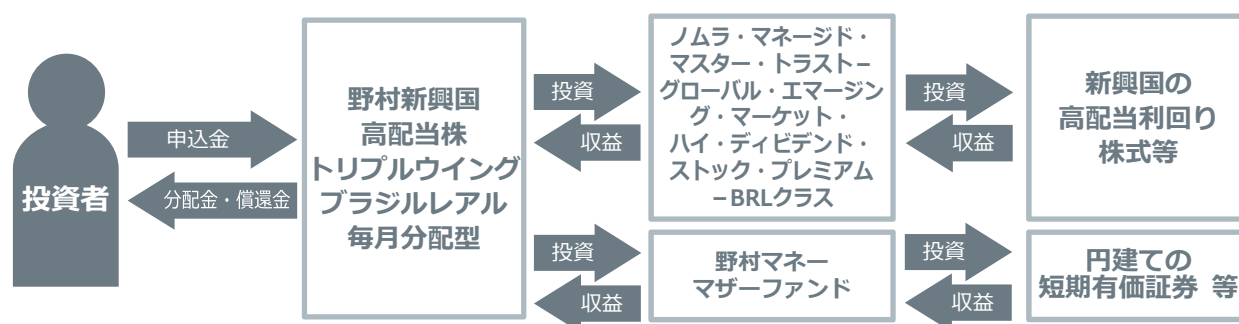 投資者
申込金
分配金・償還金
野村新興国
高配当株
トリプルウイング
ブラジルレアル
毎月分配型
投資
収益
ノムラ・マネージド・
マスター・トラスト－
グローバル・エマージン
グ・マーケット・
ハイ・ディビデンド・
ストック・プレミアム
－BRLクラス
投資
収益
新興国の
高配当利回り
株式等
投資
収益
野村マネー
マザーファンド
投資
収益
円建ての
短期有価証券 等